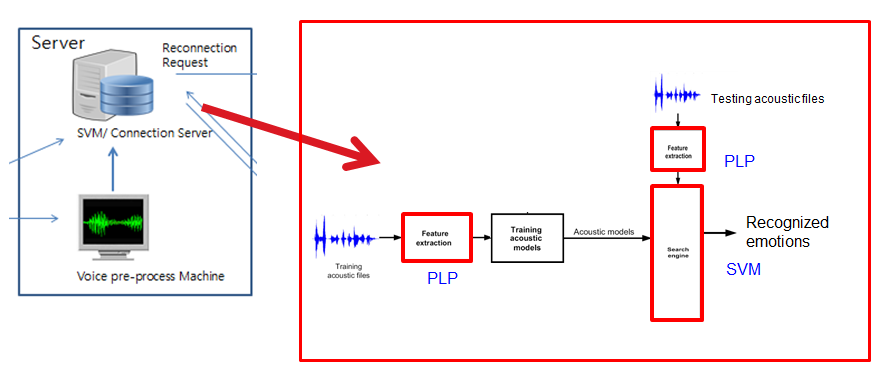 Server
Reconnection
Request
SVM/ Connection Server
Voice pre-process Machine
Testing acoustic files
Feature
extraction
PLP
Training
acoustic files
Feature
extraction
PLP
Training
acoustic
models
Acoustic models
Search
engine
Recognized
emotions
SVM